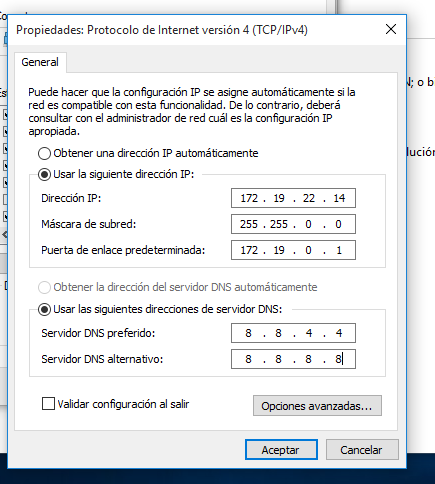 Propiedades: Protocolo de Internet versión 4 (TCP/IPv4)
General
Puede hacer que la configuración IP se asigne automáticamente si la
red es compatible con esta funcionalidad. De lo contrario, deberá
consultar con el administrador de red cuál es la configuración IP
apropiada.
Obtener una dirección IP automáticamente
Usar la siguiente dirección IP:
Dirección IP: 172 . 19 . 22 . 14
Máscara de subred: 255 . 255 . 0 . 0
Puerta de enlace predeterminada: 172 . 19 . 0 . 1
Obtener la dirección del servidor DNS automáticamente
Usar las siguientes direcciones de servidor DNS:
Servidor DNS preferido: 8 . 8 . 4 . 4
Servidor DNS alternativo: 8 . 8 . 8 . 8
Validar configuración al salir
Opciones avanzadas...
Aceptar
Cancelar
N; o b
lución